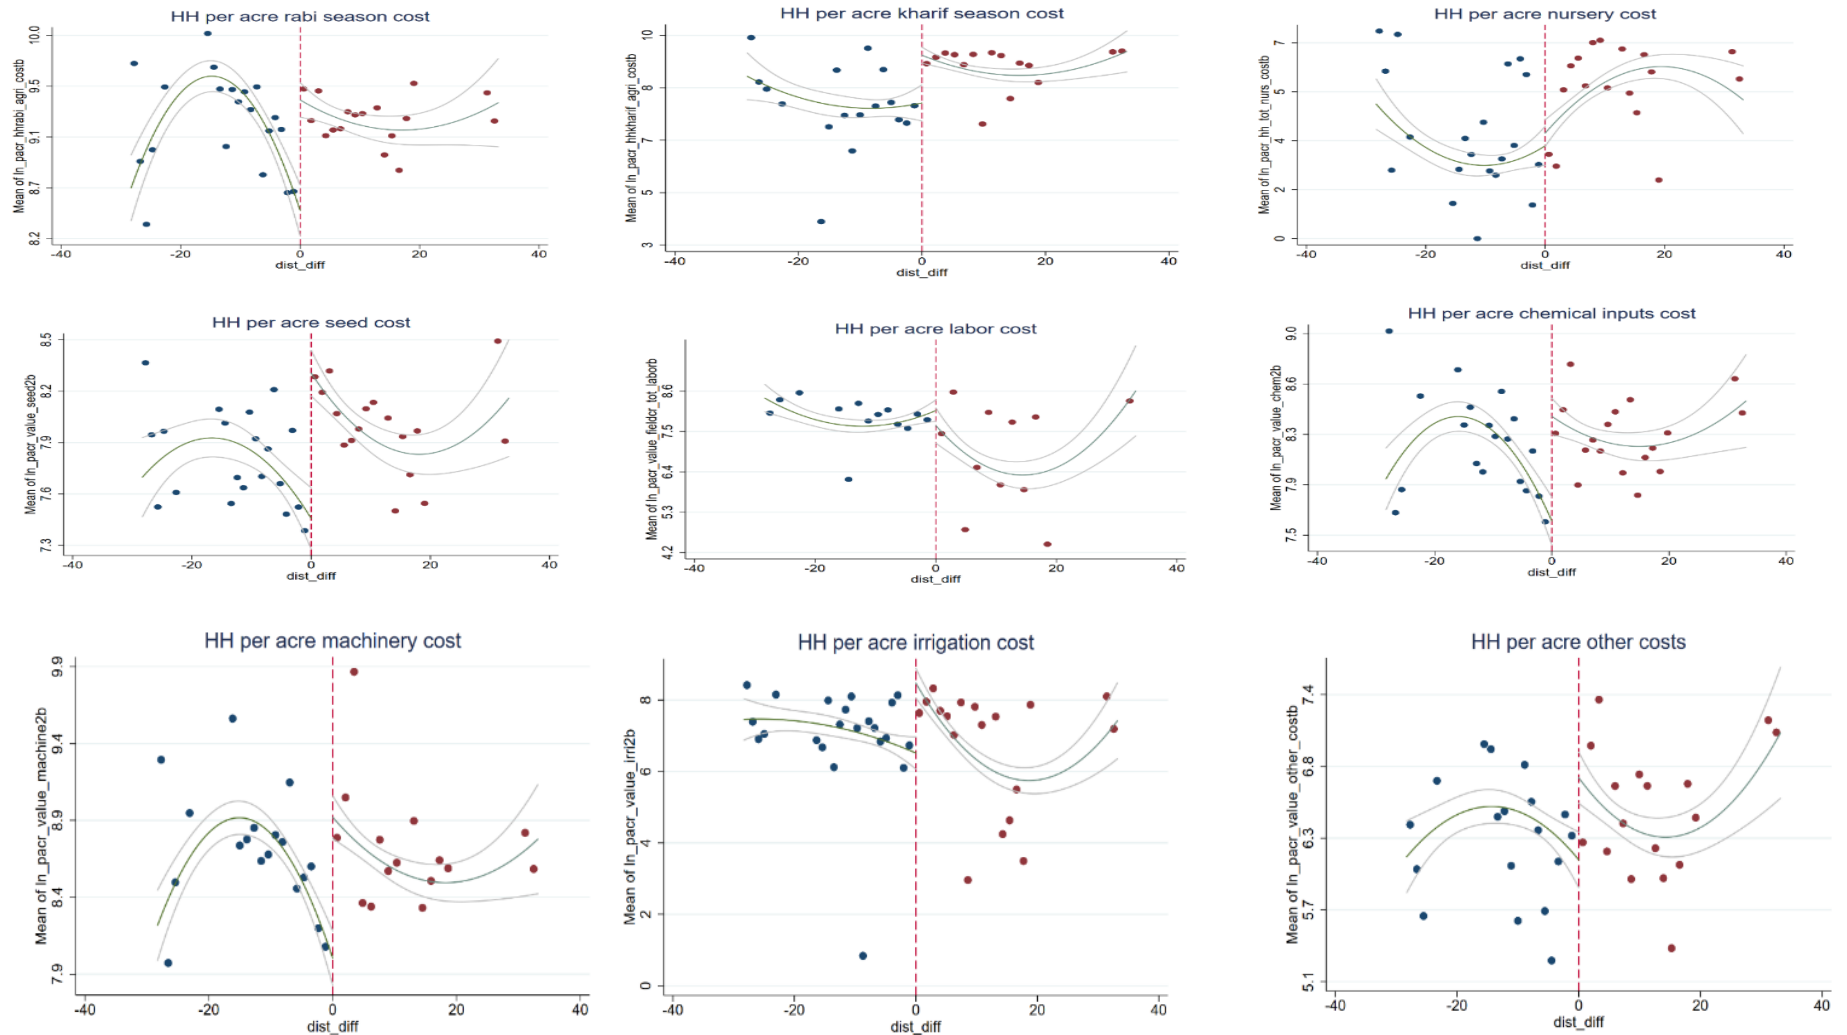 HH per acre rabi season cost
Mean of ln_pacr_hhrabi_agri_costb
10.0
9.5
9.1
8.7
8.2
-40 -20 0 20 40
dist_diff
HH per acre kharif season cost
Mean of ln_pacr_hhkharif_agri_costb
10
8
7
5
3
-40 -20 0 20 40
dist_diff
HH per acre nursery cost
Mean of ln_pacr_hh_tot_nurs_costb
7
5
4
2
0
-40 -20 0 20 40
dist_diff
HH per acre seed cost
Mean of ln_pacr_value_seed2b
8.5
8.2
7.9
7.6
7.3
-40 -20 0 20 40
dist_diff
HH per acre labor cost
Mean of ln_pacr_value_fieldcr_tot_laborb
8.6
7.5
6.4
5.3
4.2
-40 -20 0 20 40
dist_diff
HH per acre chemical inputs cost
Mean of ln_pacr_value_chem2b
9.0
8.6
8.3
7.9
7.5
-40 -20 0 20 40
dist_diff
HH per acre machinery cost
Mean of ln_pacr_value_machine2b
9.9
9.4
8.9
8.4
7.9
-40 -20 0 20 40
dist_diff
HH per acre irrigation cost
Mean of ln_pacr_value_irri2b
8
6
4
2
0
-40 -20 0 20 40
dist_diff
HH per acre other costs
Mean of ln_pacr_value_other_costb
7.4
6.8
6.3
5.7
5.1
-40 -20 0 20 40
dist_diff